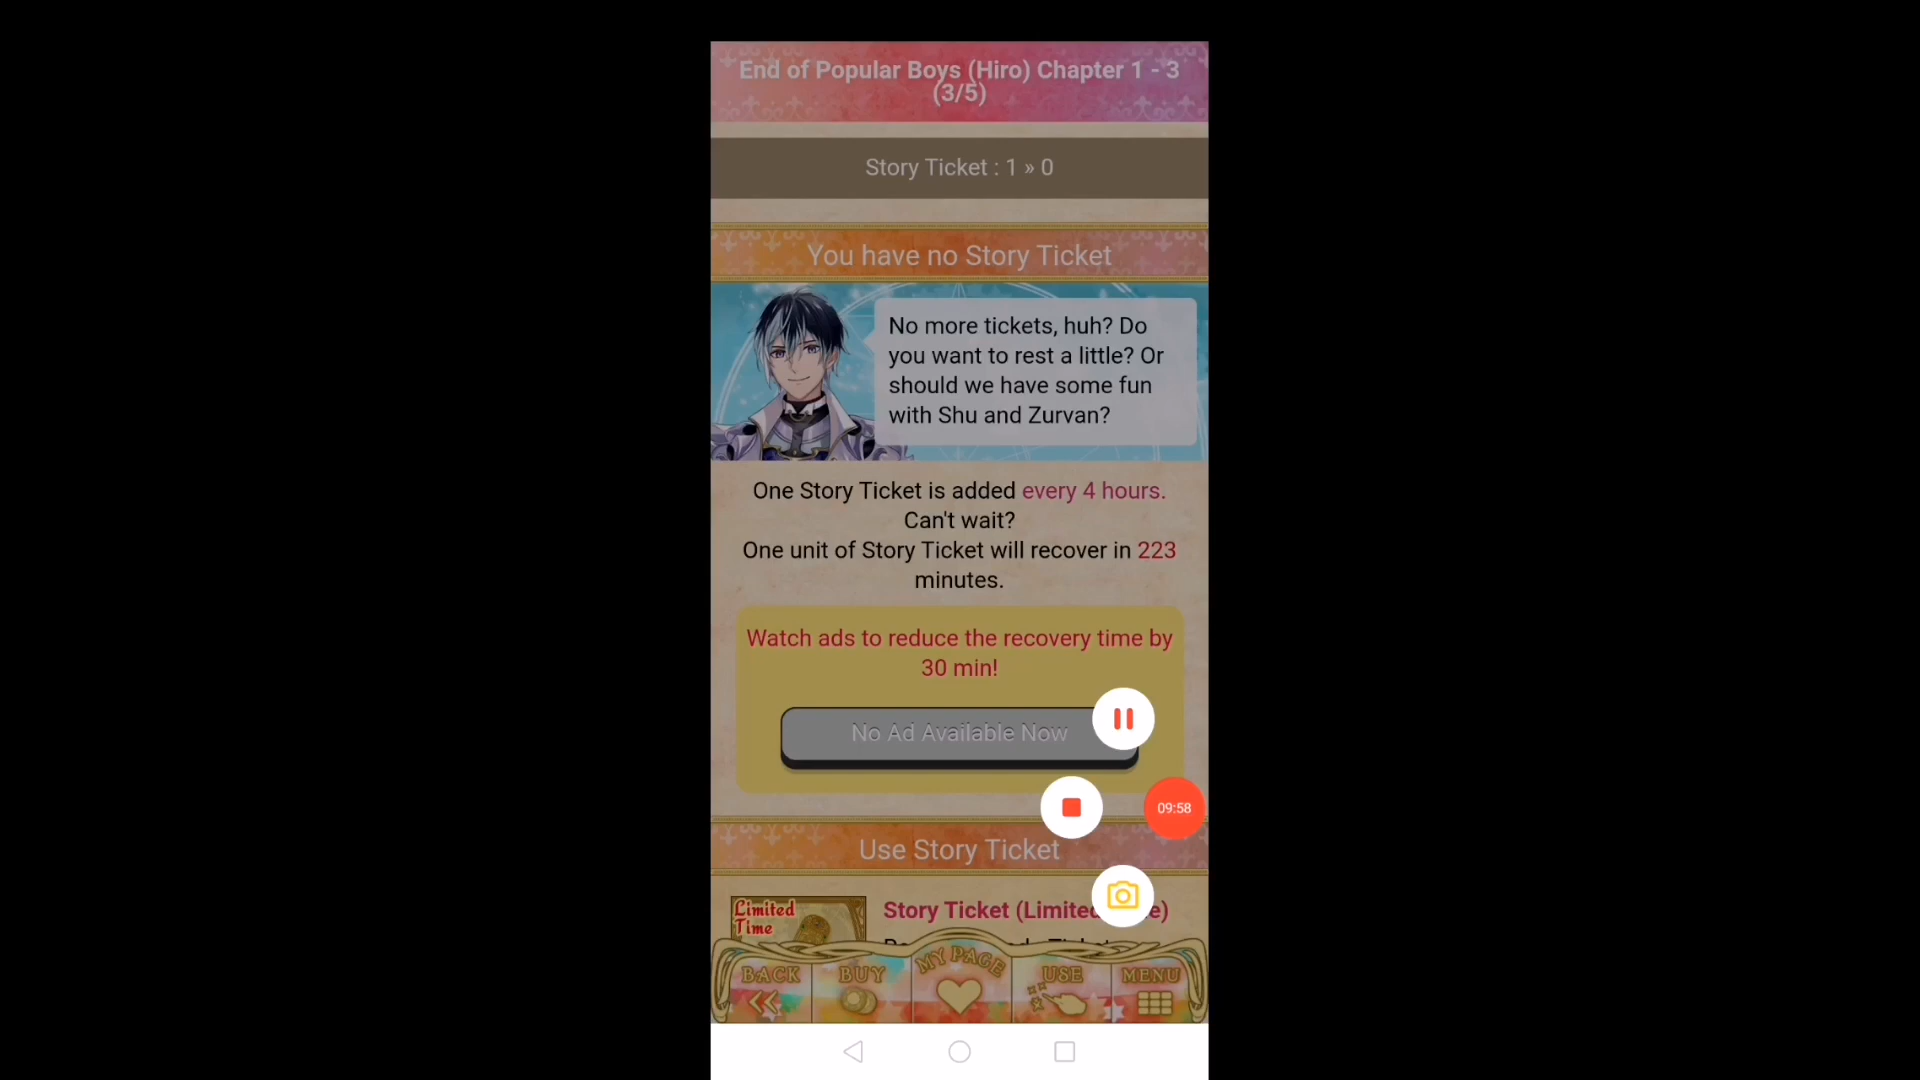 End of Popular Boys (Hiro) Chapter 1 - 3
(3/5)
Story Ticket : 1 » 0
You have no Story Ticket
No more tickets, huh? Do
you want to rest a little? Or
should we have some fun
with Shu and Zurvan?
One Story Ticket is added every 4 hours.
Can't wait?
One unit of Story Ticket will recover in 223
minutes.
Watch ads to reduce the recovery time by
30 min!
No Ad Available Now
09:58
Use Story Ticket
Limited
Time
Story Ticket (Limited
BACK
BUY
MY PAGE
USE
MENU